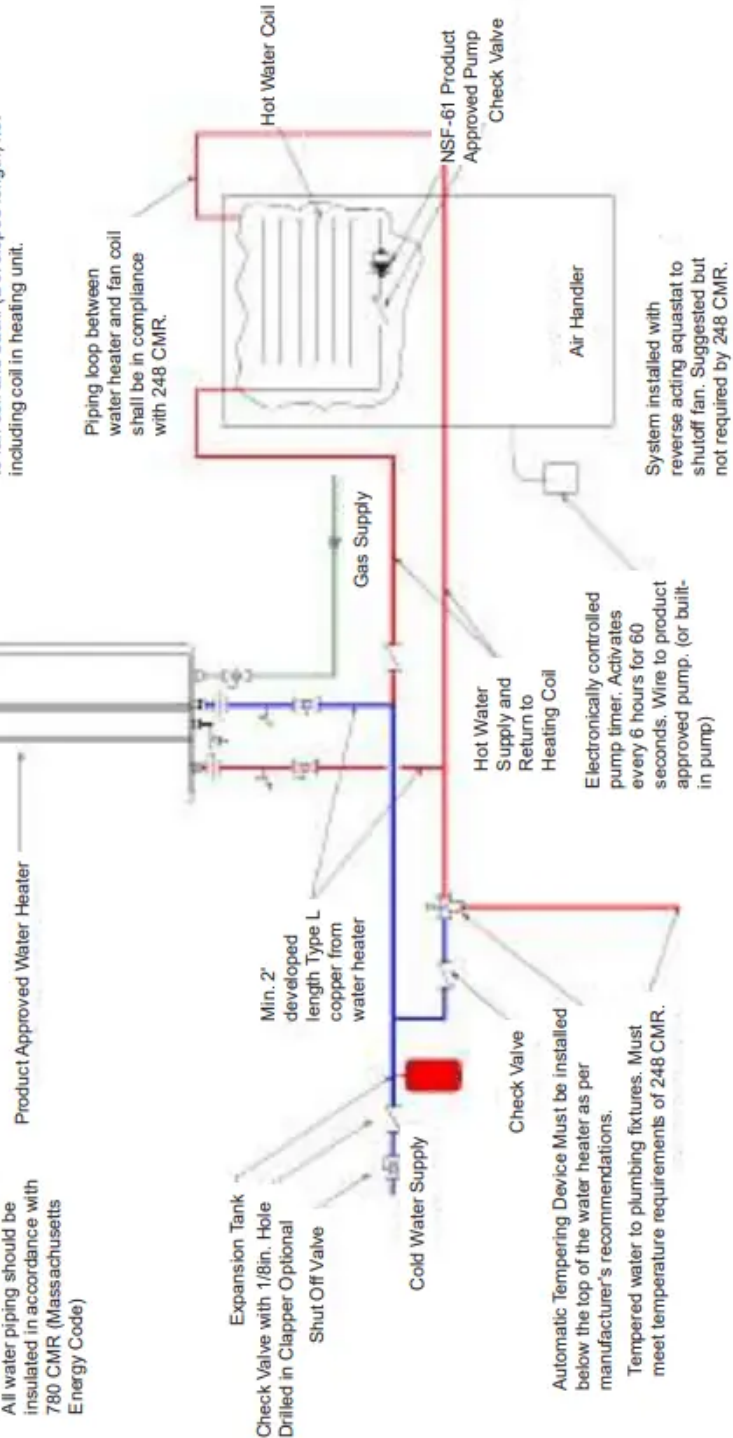 including coil in heating unit.
Product Approved Water Heater
All water piping should be
insulated in accordance with
780 CMR (Massachusetts
Energy Code)
Piping loop between
water heater and fan coil
shall be in compliance
with 248 CMR.
Hot Water Coil
NSF-61 Product
Approved Pump
Check Valve
Gas Supply
Min. 2'
developed
length Type L
copper from
water heater
Hot Water
Supply and
Return to
Heating Coil
Air Handler
Expansion Tank
Check Valve with 1/8in. Hole
Drilled in Clapper Optional
Shut Off Valve
Cold Water Supply
Check Valve
Electronically controlled
pump timer. Activates
every 6 hours for 60
seconds. Wire to product
approved pump. (or built-
in pump)
System installed with
reverse acting aquastat to
shutoff fan. Suggested but
not required by 248 CMR.
Automatic Tempering Device Must be installed
below the top of the water heater as per
manufacturer's recommendations.
Tempered water to plumbing fixtures. Must
meet temperature requirements of 248 CMR.